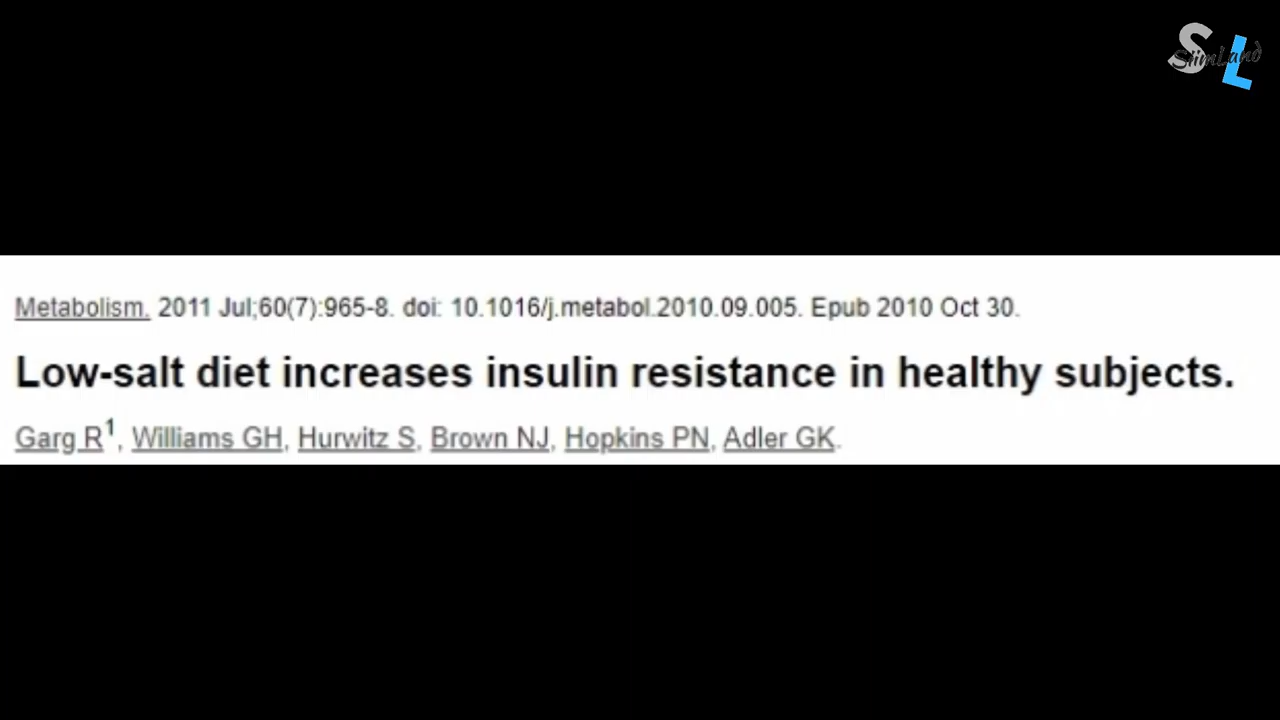 SL
SiimLand
Metabolism. 2011 Jul;60(7):965-8. doi: 10.1016/j.metabol.2010.09.005. Epub 2010 Oct 30.
Low-salt diet increases insulin resistance in healthy subjects.
Garg R1, Williams GH, Hurwitz S, Brown NJ, Hopkins PN, Adler GK.